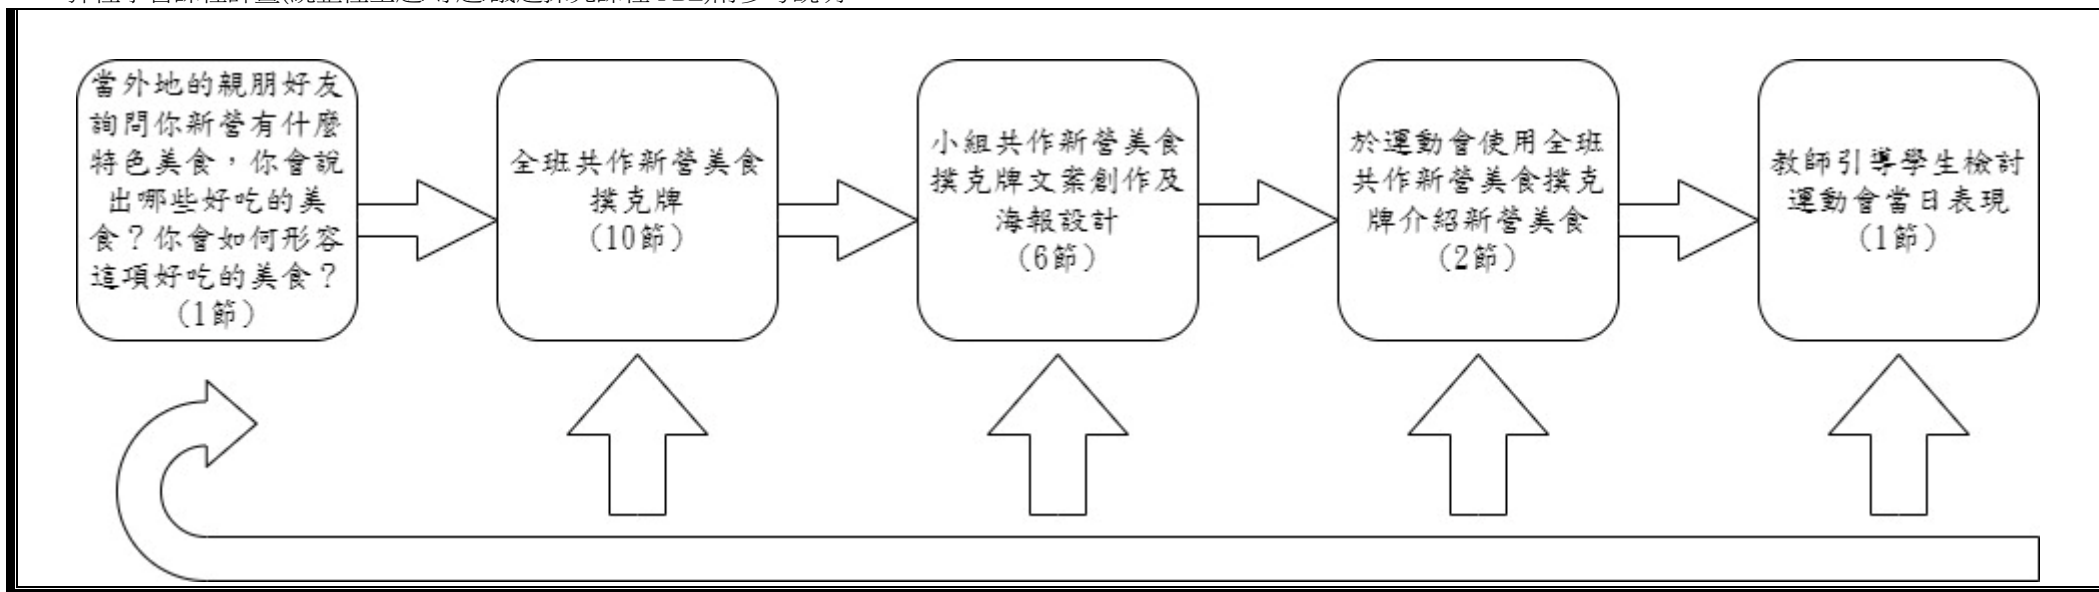 當外地的親朋好友
詢問你新營有什麼
特色美食，你會說
出哪些好吃的美
食？你會如何形容
這項好吃的美食？
（1節）
全班共作新營美食
撲克牌
（10節）
小組共作新營美食
撲克牌文案創作及
海報設計
（6節）
於運動會使用全班
共作新營美食撲克
牌介紹新營美食
（2節）
教師引導學生檢討
運動會當日表現
（1節）